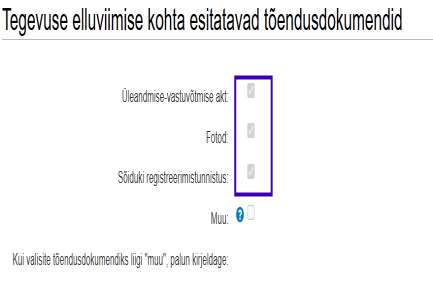 Tegevuse elluviimise kohta esitatavad tõendusdokumendid
Üleandmise-vastuvõtmise akt:
Fotod:
Sõiduki registreerimistunnistus:
Muu: ?
Kui valisite tõendusdokumendiks liigi "muu", palun kirjeldage: